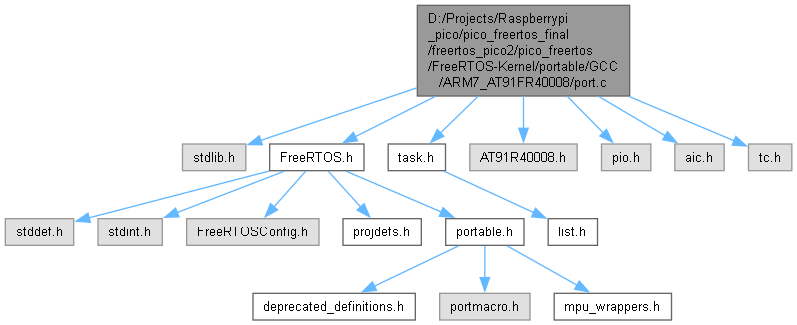 D:/Projects/Raspberrypi
_pico/pico_freertos_final
/freertos_pico2/pico_freertos
/FreeRTOS-Kernel/portable/GCC
/ARM7_AT91FR40008/port.c
stdlib.h
FreeRTOS.h
task.h
AT91R40008.h
pio.h
aic.h
tc.h
stddef.h
stdint.h
FreeRTOSConfig.h
projdefs.h
portable.h
list.h
deprecated_definitions.h
portmacro.h
mpu_wrappers.h